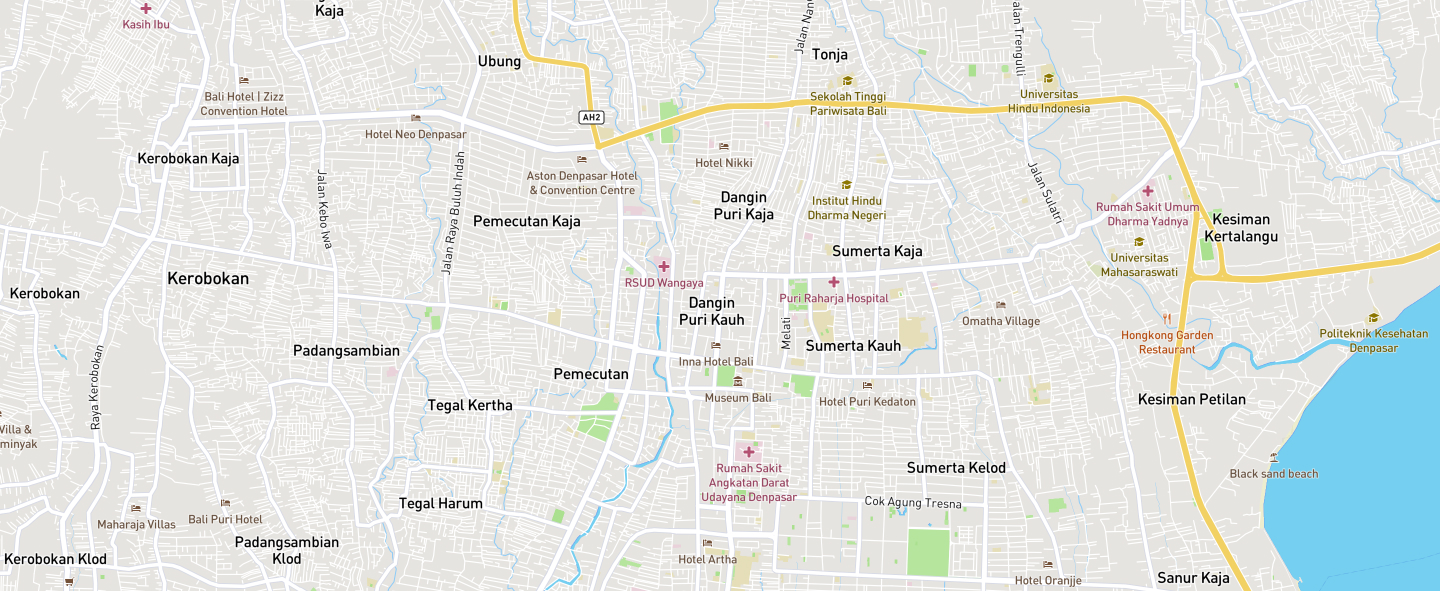 Kaja
Kasih Ibu
Ubung
Jalan Nan
Tonja
Jalan Trengulli
Bali Hotel | Zizz
Convention Hotel
Sekolah Tinggi
Pariwisata Bali
Universitas
Hindu Indonesia
AH2
Hotel Neo Denpasar
Kerobokan Kaja
Hotel Nikki
Aston Denpasar Hotel
& Convention Centre
Jalan Kebo Iwa
Jalan Raya Buluh Indah
Pemecutan Kaja
Dangin
Puri Kaja
Institut Hindu
Dharma Negeri
Jalan Sulatri
Rumah Sakit Umum
Dharma Yadnya
Kesiman
Kertalangu
Sumerta Kaja
Universitas
Mahasaraswati
Kerobokan
Kerobokan
RSUD Wangaya
Dangin
Puri Kauh
Puri Raharja Hospital
Melati
Omatha Village
Hongkong Garden
Restaurant
Politeknik Kesehatan
Denpasar
Padangsambian
Sumerta Kauh
Inna Hotel Bali
Pemecutan
Raya Kerobokan
Museum Bali
Hotel Puri Kedaton
Kesiman Petilan
Tegal Kertha
Villa &
minyak
Rumah Sakit
Angkatan Darat
Udayana Denpasar
Sumerta Kelod
Black sand beach
Tegal Harum
Cok Agung Tresna
Maharaja Villas
Bali Puri Hotel
Padangsambian
Klod
Kerobokan Klod
Hotel Artha
Hotel Oranjje
Sanur Kaja